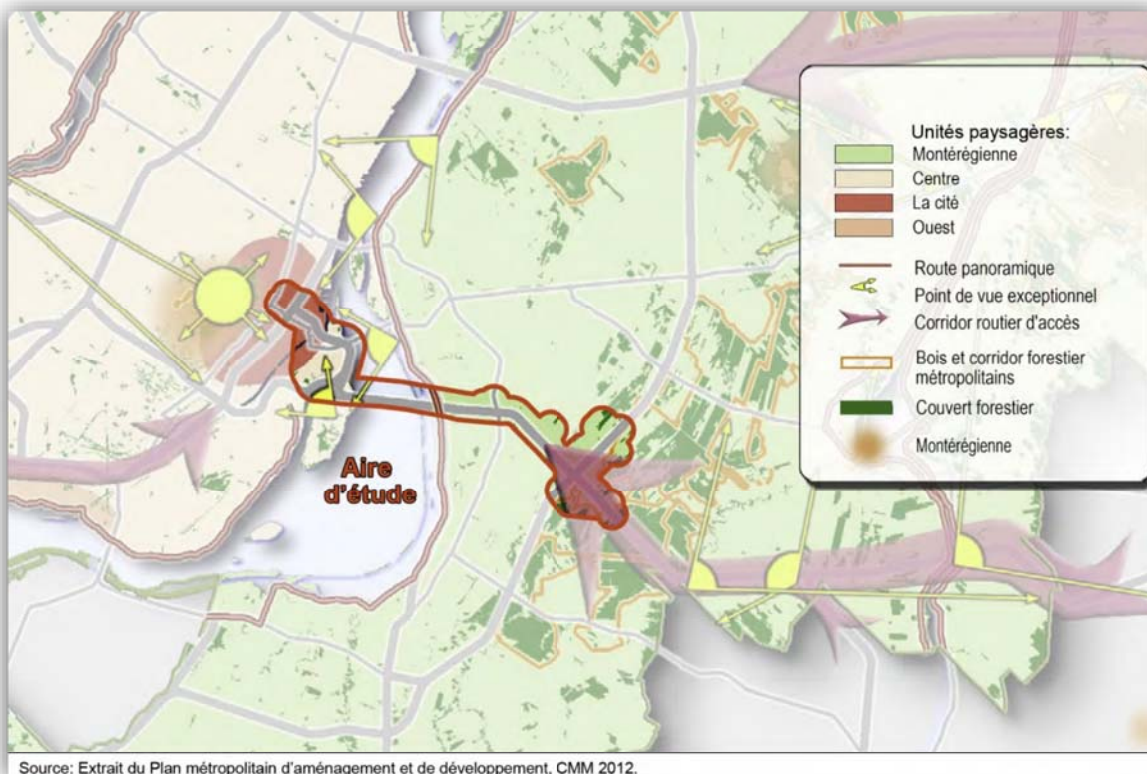 Aire
d'étude
Unités paysagères:
Montérégienne
Centre
La cité
Ouest
Route panoramique
Point de vue exceptionnel
Corridor routier d'accès
Bois et corridor forestier
métropolitains
Couvert forestier
Montérégienne
Source: Extrait du Plan métropolitain d'aménagement et de développement, CMM 2012.